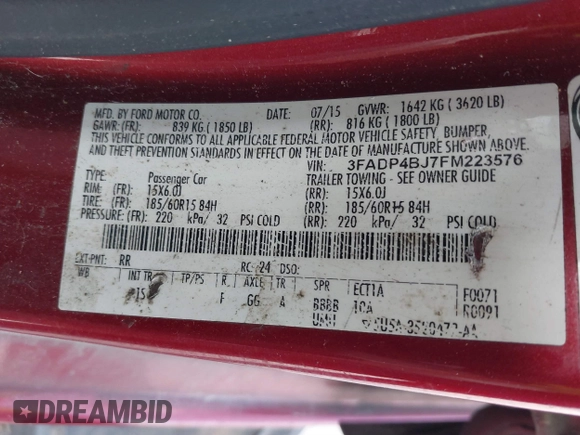 MFD. BY FORD MOTOR CO. DATE: 07/15 GVWR: 1642 KG ( 3620 LB)
GAWR: (FR): 839 KG ( 1850 LB) (RR): 816 KG ( 1800 LB)
THIS VEHICLE CONFORMS TO ALL APPLICABLE FEDERAL MOTOR VEHICLE SAFETY, BUMPER,
AND THEFT PREVENTION STANDARDS IN EFFECT ON THE DATE OF MANUFACTURE SHOWN ABOVE.
VIN: 3FADP4BJ7FM223576
TYPE: Passenger Car TRAILER TOWING - SEE OWNER GUIDE
RIM: (FR): 15X6.0J (RR): 15X6.0J
TIRE: (FR): 185/60R15 84H (RR): 185/60R15 84H
PRESSURE: (FR): 220 kPa/ 32 PSI COLD (RR): 220 kPa/ 32 PSI COLD
EXT-PNT: RR RC: 24 DSO:
WB INT TR TP/PS R AXLE TR SPR ECT1A F0071
F GG A BBBB 10A R0091
DREAMBID